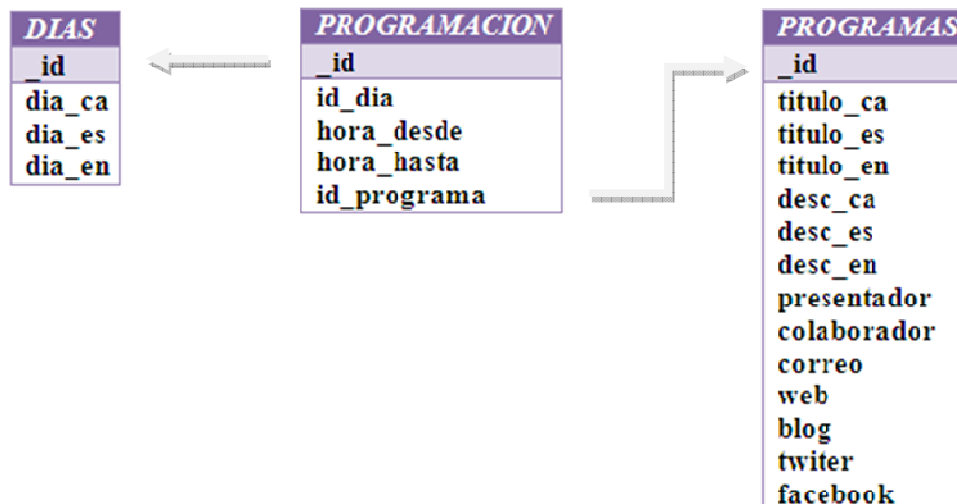 DIAS
_id
dia_ca
dia_es
dia_en
PROGRAMACION
_id
id_dia
hora_desde
hora_hasta
id_programa
PROGRAMAS
_id
titulo_ca
titulo_es
titulo_en
desc_ca
desc_es
desc_en
presentador
colaborador
correo
web
blog
twiter
facebook